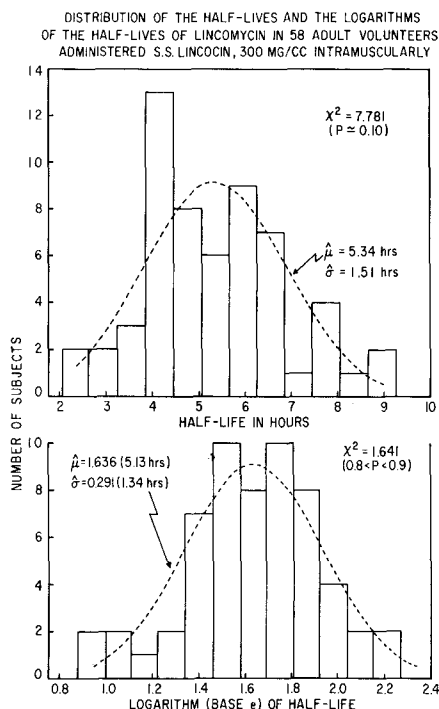 DISTRIBUTION OF THE HALF-LIVES AND THE LOGARITHMS
OF THE HALF-LIVES OF LINCOMYCIN IN 58 ADULT VOLUNTEERS
ADMINISTERED S.S. LINCOCIN, 300 MG/CC INTRAMUSCULARLY
14
12
10
8
6
4
2
0
χ² = 7.781
(P ≃ 0.10)
μ̂ = 5.34 hrs
σ̂ = 1.51 hrs
2 3 4 5 6 7 8 9 10
HALF-LIFE IN HOURS
NUMBER OF SUBJECTS
10
8
6
4
2
0
μ̂ = 1.636 (5.13 hrs)
σ̂ = 0.291 (1.34 hrs)
χ² = 1.641
(0.8<P<0.9)
0.8 1.0 1.2 1.4 1.6 1.8 2.0 2.2 2.4
LOGARITHM (BASE e) OF HALF-LIFE